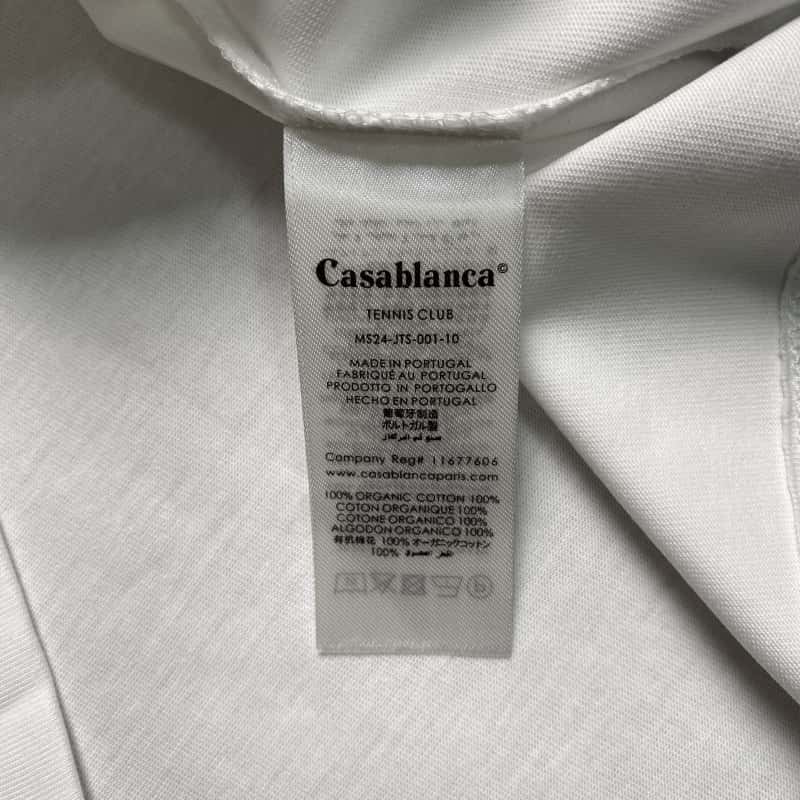 Casablanca©
TENNIS CLUB
MS24-JTS-001-10
MADE IN PORTUGAL
FABRIQUÉ AU PORTUGAL
PRODOTTO IN PORTOGALLO
HECHO EN PORTUGAL
葡萄牙制造
ポルトガル製
صنع في البرتغال
Company Reg# 11677606
www.casablancaparis.com
100% ORGANIC COTTON 100%
COTON ORGANIQUE 100%
COTONE ORGANICO 100%
ALGODON ORGANICO 100%
有机棉花 100% オーガニックコットン
100%